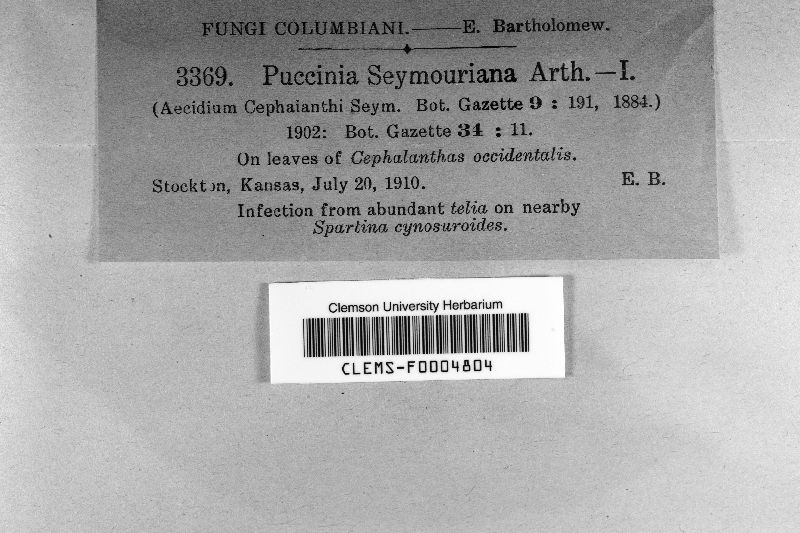 FUNGI COLUMBIANI.——E. Bartholomew.
3369. Puccinia Seymouriana Arth.—I.
(Aecidium Cephaianthi Seym. Bot. Gazette 9 : 191, 1884.)
1902: Bot. Gazette 34 : 11.
On leaves of Cephalanthas occidentalis.
Stockton, Kansas, July 20, 1910. E. B.
Infection from abundant telia on nearby
Spartina cynosuroides.
Clemson University Herbarium
CLEMS-F0004804